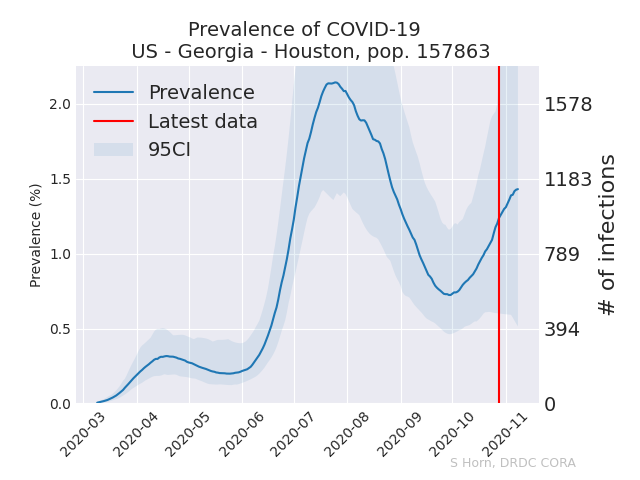 Prevalence of COVID-19
US - Georgia - Houston, pop. 157863
Prevalence
Latest data
95CI
Prevalence (%)
2.0
1.5
1.0
0.5
0.0
1578
1183
789
394
0
# of infections
2020-03
2020-04
2020-05
2020-06
2020-07
2020-08
2020-09
2020-10
2020-11
S Horn, DRDC CORA